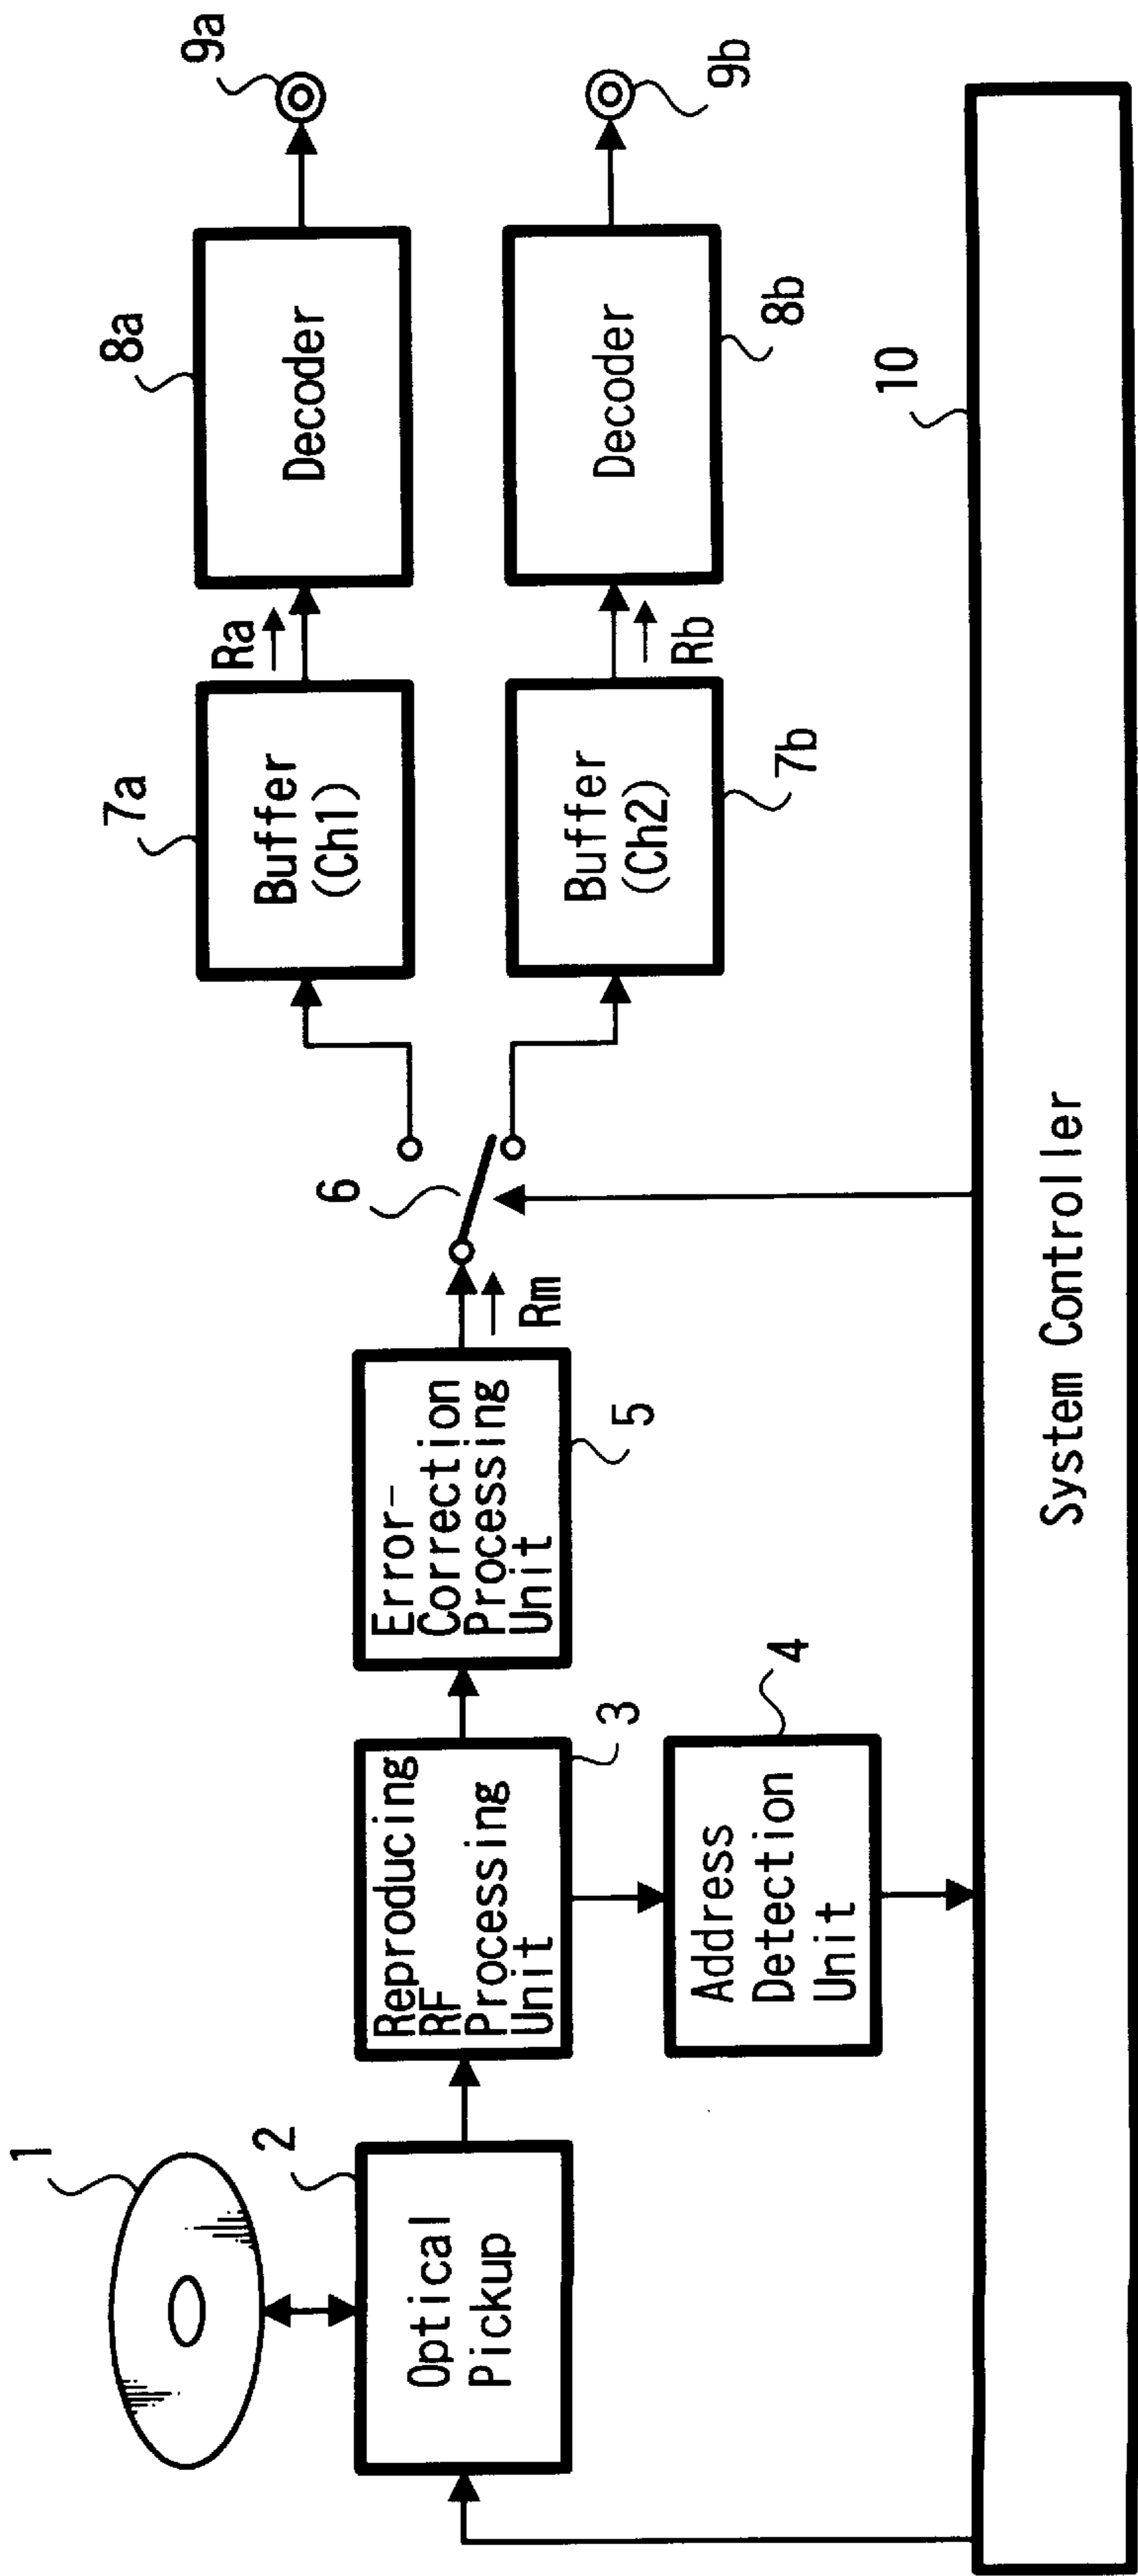 1
2
Optical
Pickup
Reproducing
RF
Processing
Unit
3
Address
Detection
Unit
4
Error-
Correction
Processing
Unit
5
Rm
6
7a
Buffer
(Ch1)
Ra
8a
Decoder
9a
Buffer
(Ch2)
7b
Rb
Decoder
8b
9b
10
System Controller